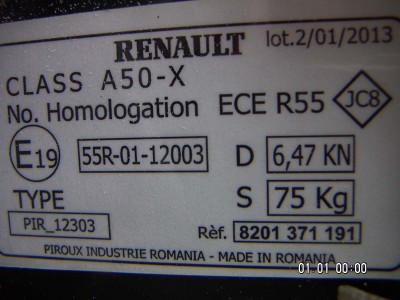 RENAULT lot.2/01/2013
CLASS A50-X
No. Homologation ECE R55 JC8
E19 55R-01-12003 D 6,47 KN
TYPE S 75 Kg
PIR_12303 Rèf. 8201 371 191
PIROUX INDUSTRIE ROMANIA - MADE IN ROMANIA
01.01 00:00